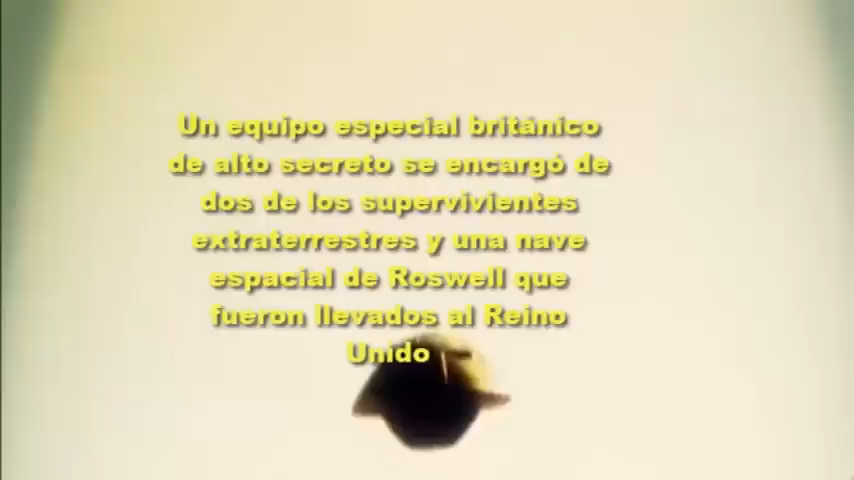 Un equipo especial británico
de alto secreto se encargó de
dos de los supervivientes
extraterrestres y una nave
espacial de Roswell que
fueron llevados al Reino
Unido